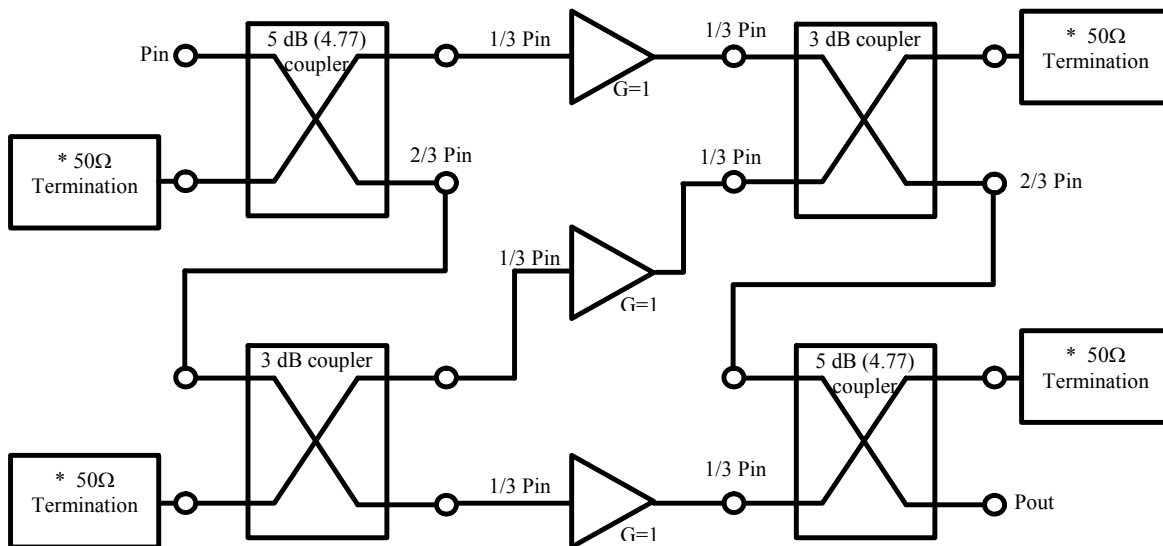 Pin
5 dB (4.77)
coupler
1/3 Pin
G=1
1/3 Pin
3 dB coupler
* 50Ω
Termination
* 50Ω
Termination
2/3 Pin
1/3 Pin
2/3 Pin
1/3 Pin
G=1
3 dB coupler
5 dB (4.77)
coupler
* 50Ω
Termination
* 50Ω
Termination
1/3 Pin
G=1
1/3 Pin
Pout